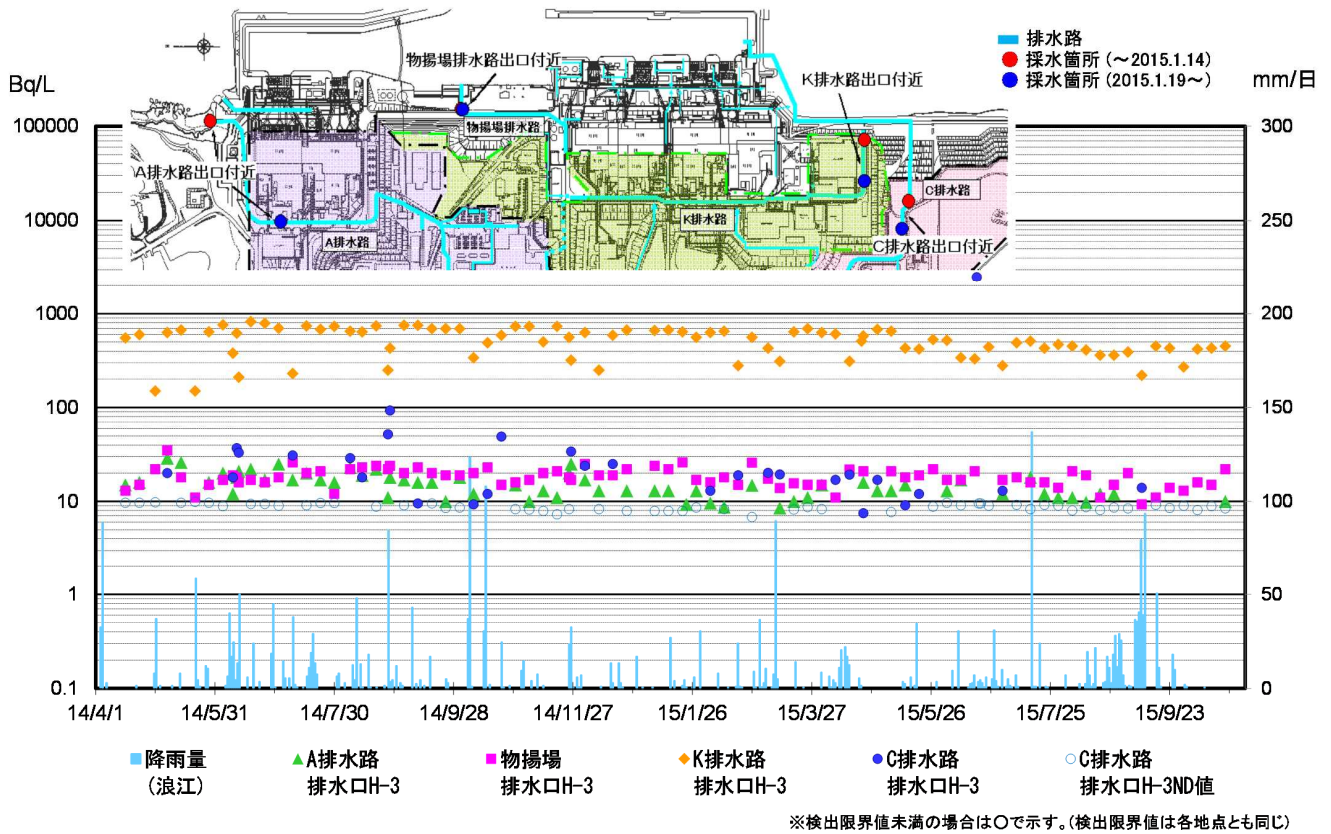 排水路
採水箇所(～2015.1.14)
採水箇所(2015.1.19～)
物揚場排水路出口付近
K排水路出口付近
Bq/L
mm/日
物揚場排水路
A排水路出口付近
C排水路
K排水路
A排水路
C排水路出口付近
100000
10000
1000
100
10
1
0.1
300
250
200
150
100
50
0
14/4/1 14/5/31 14/7/30 14/9/28 14/11/27 15/1/26 15/3/27 15/5/26 15/7/25 15/9/23
降雨量
(浪江)
A排水路
排水口H-3
物揚場
排水口H-3
K排水路
排水口H-3
C排水路
排水口H-3
C排水路
排水口H-3ND値
※検出限界値未満の場合は○で示す。(検出限界値は各地点とも同じ)